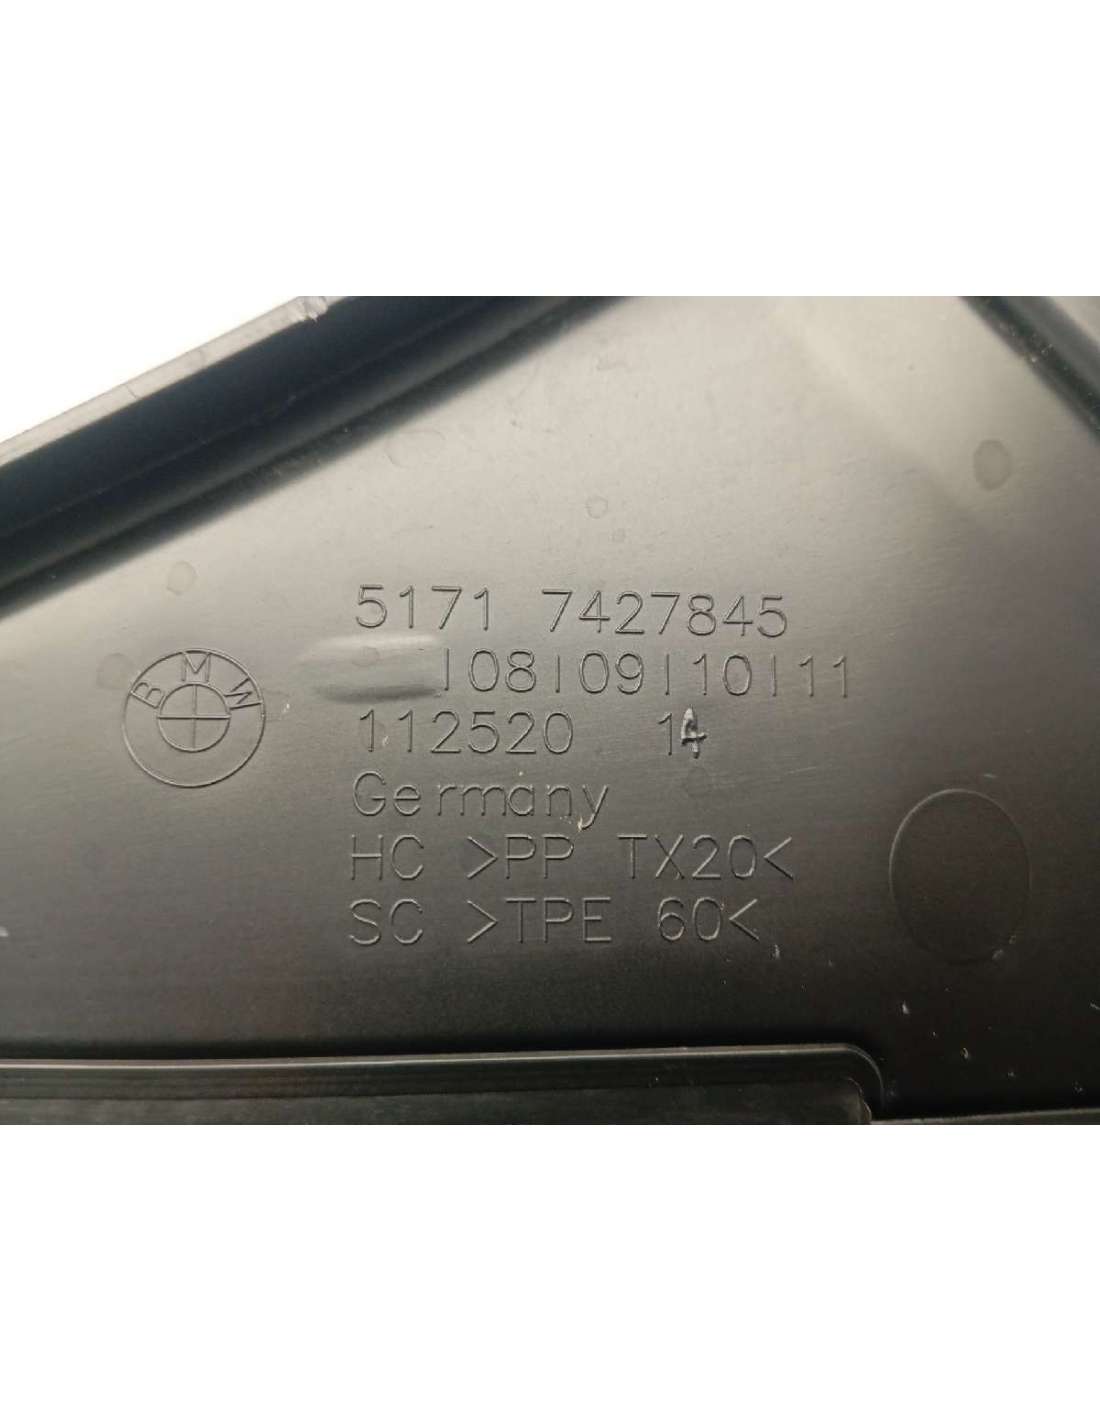 5171 7427845
|08|09|10|11
BMW
112520 14
Germany
HC >PP TX20<
SC >TPE 60<